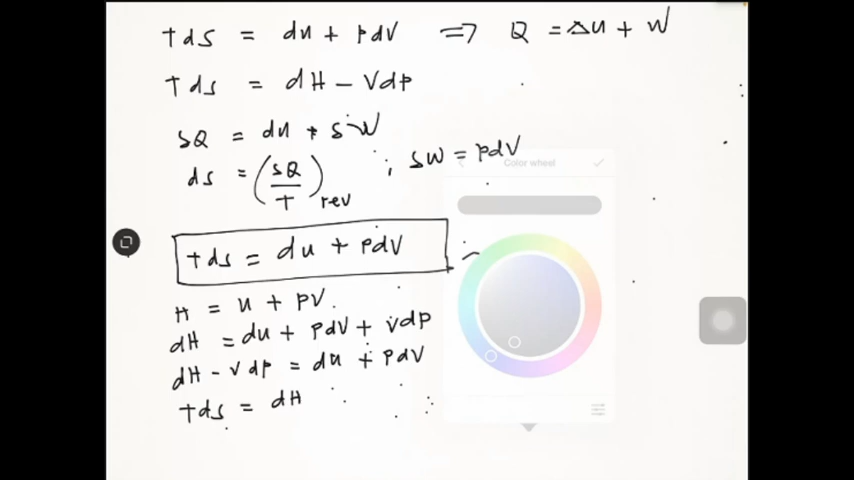 Tds = du + pdV ⟹ Q = Δu + W
Tds = dH − Vdp
δQ = du + δW
ds = (δQ/T)rev ; δW = pdV
Color wheel
Tds = du + pdV
H = u + pV.
dH = du + pdV + Vdp
dH − Vdp = du + pdV
Tds = dH